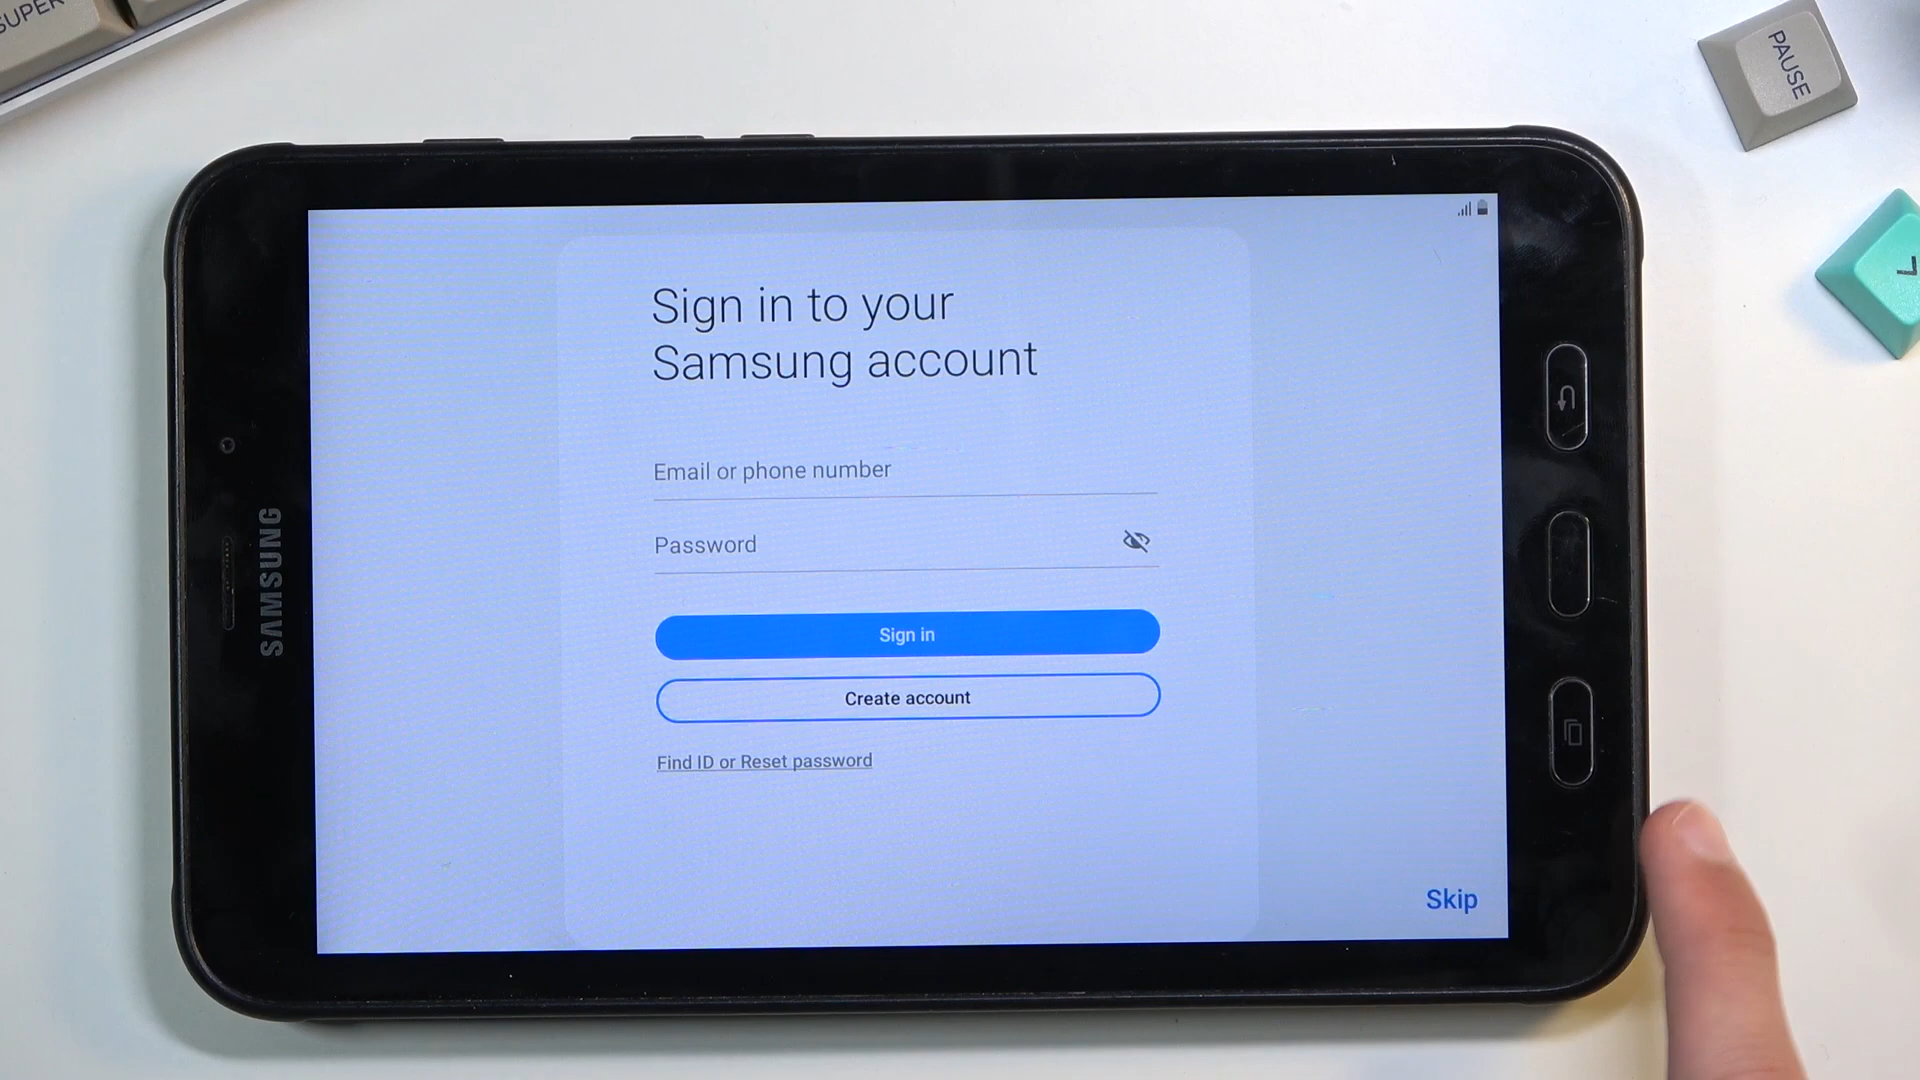 SUPER
PAUSE
SAMSUNG
Sign in to your
Samsung account
Email or phone number
Password
Sign in
Create account
Find ID or Reset password
Skip